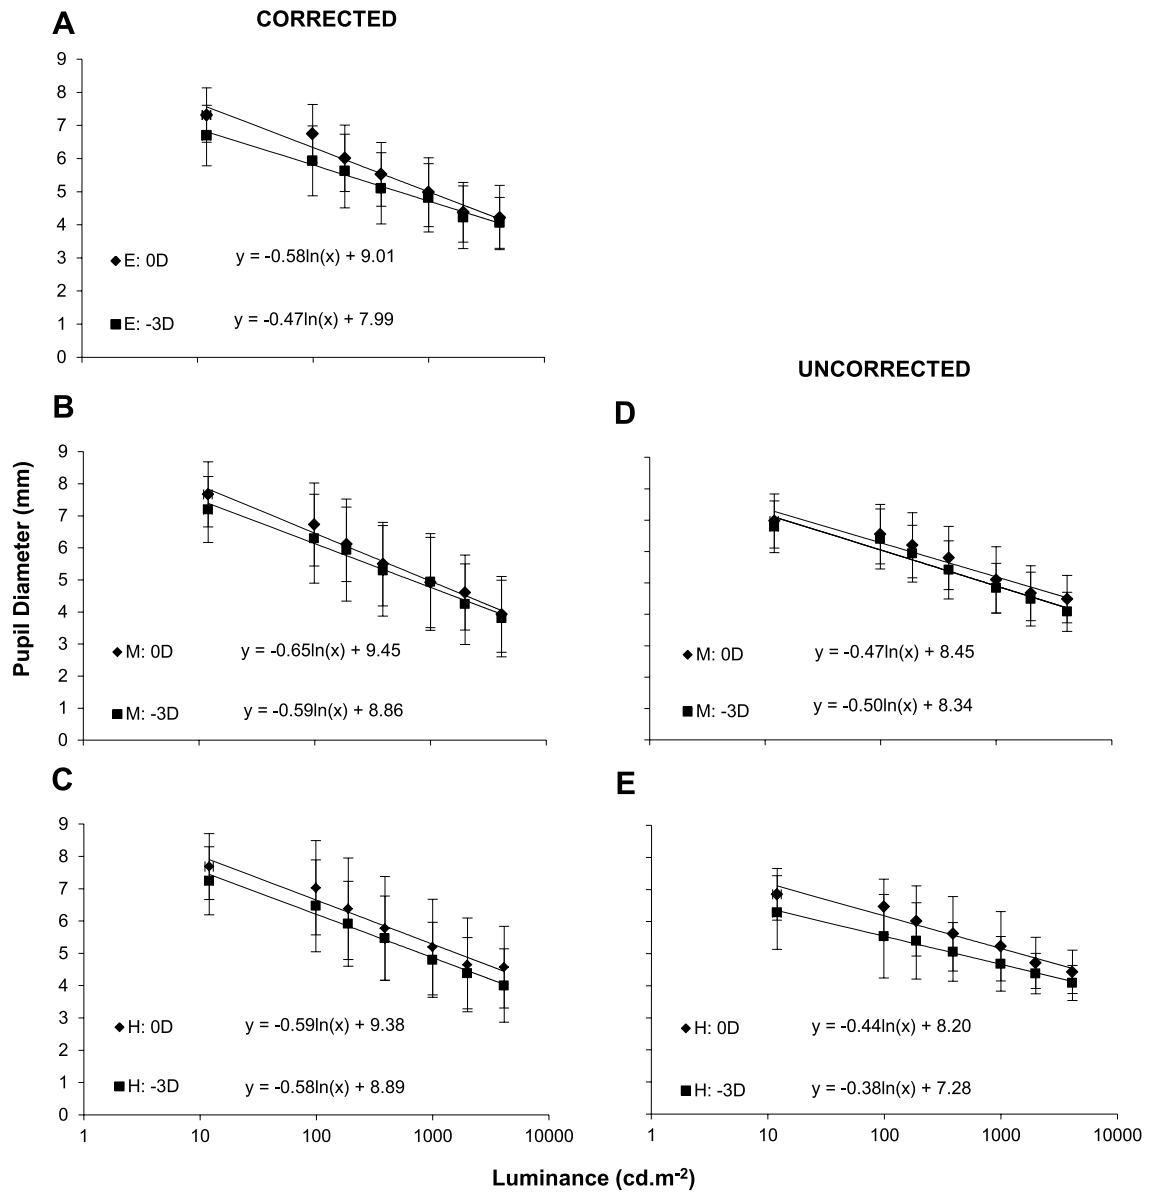 A
CORRECTED
9
8
7
6
5
4
3
2
1
0
E: 0D y = -0.58ln(x) + 9.01
E: -3D y = -0.47ln(x) + 7.99
UNCORRECTED
B
9
8
7
6
5
4
3
2
1
0
M: 0D y = -0.65ln(x) + 9.45
M: -3D y = -0.59ln(x) + 8.86
D
M: 0D y = -0.47ln(x) + 8.45
M: -3D y = -0.50ln(x) + 8.34
Pupil Diameter (mm)
C
9
8
7
6
5
4
3
2
1
0
H: 0D y = -0.59ln(x) + 9.38
H: -3D y = -0.58ln(x) + 8.89
1 10 100 1000 10000
E
H: 0D y = -0.44ln(x) + 8.20
H: -3D y = -0.38ln(x) + 7.28
1 10 100 1000 10000
Luminance (cd.m⁻²)